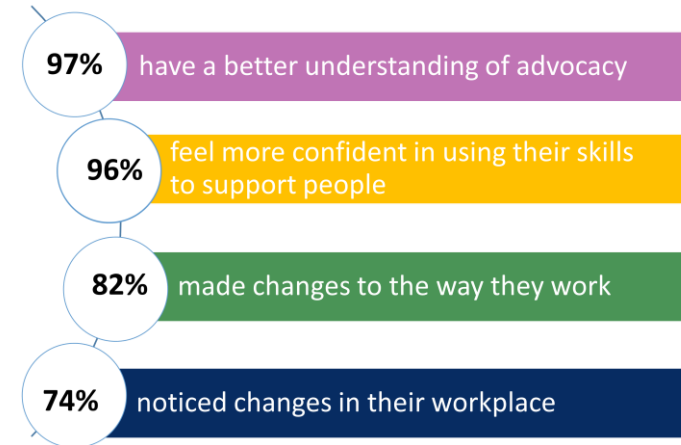 97%
have a better understanding of advocacy
96%
feel more confident in using their skills
to support people
82%
made changes to the way they work
74%
noticed changes in their workplace